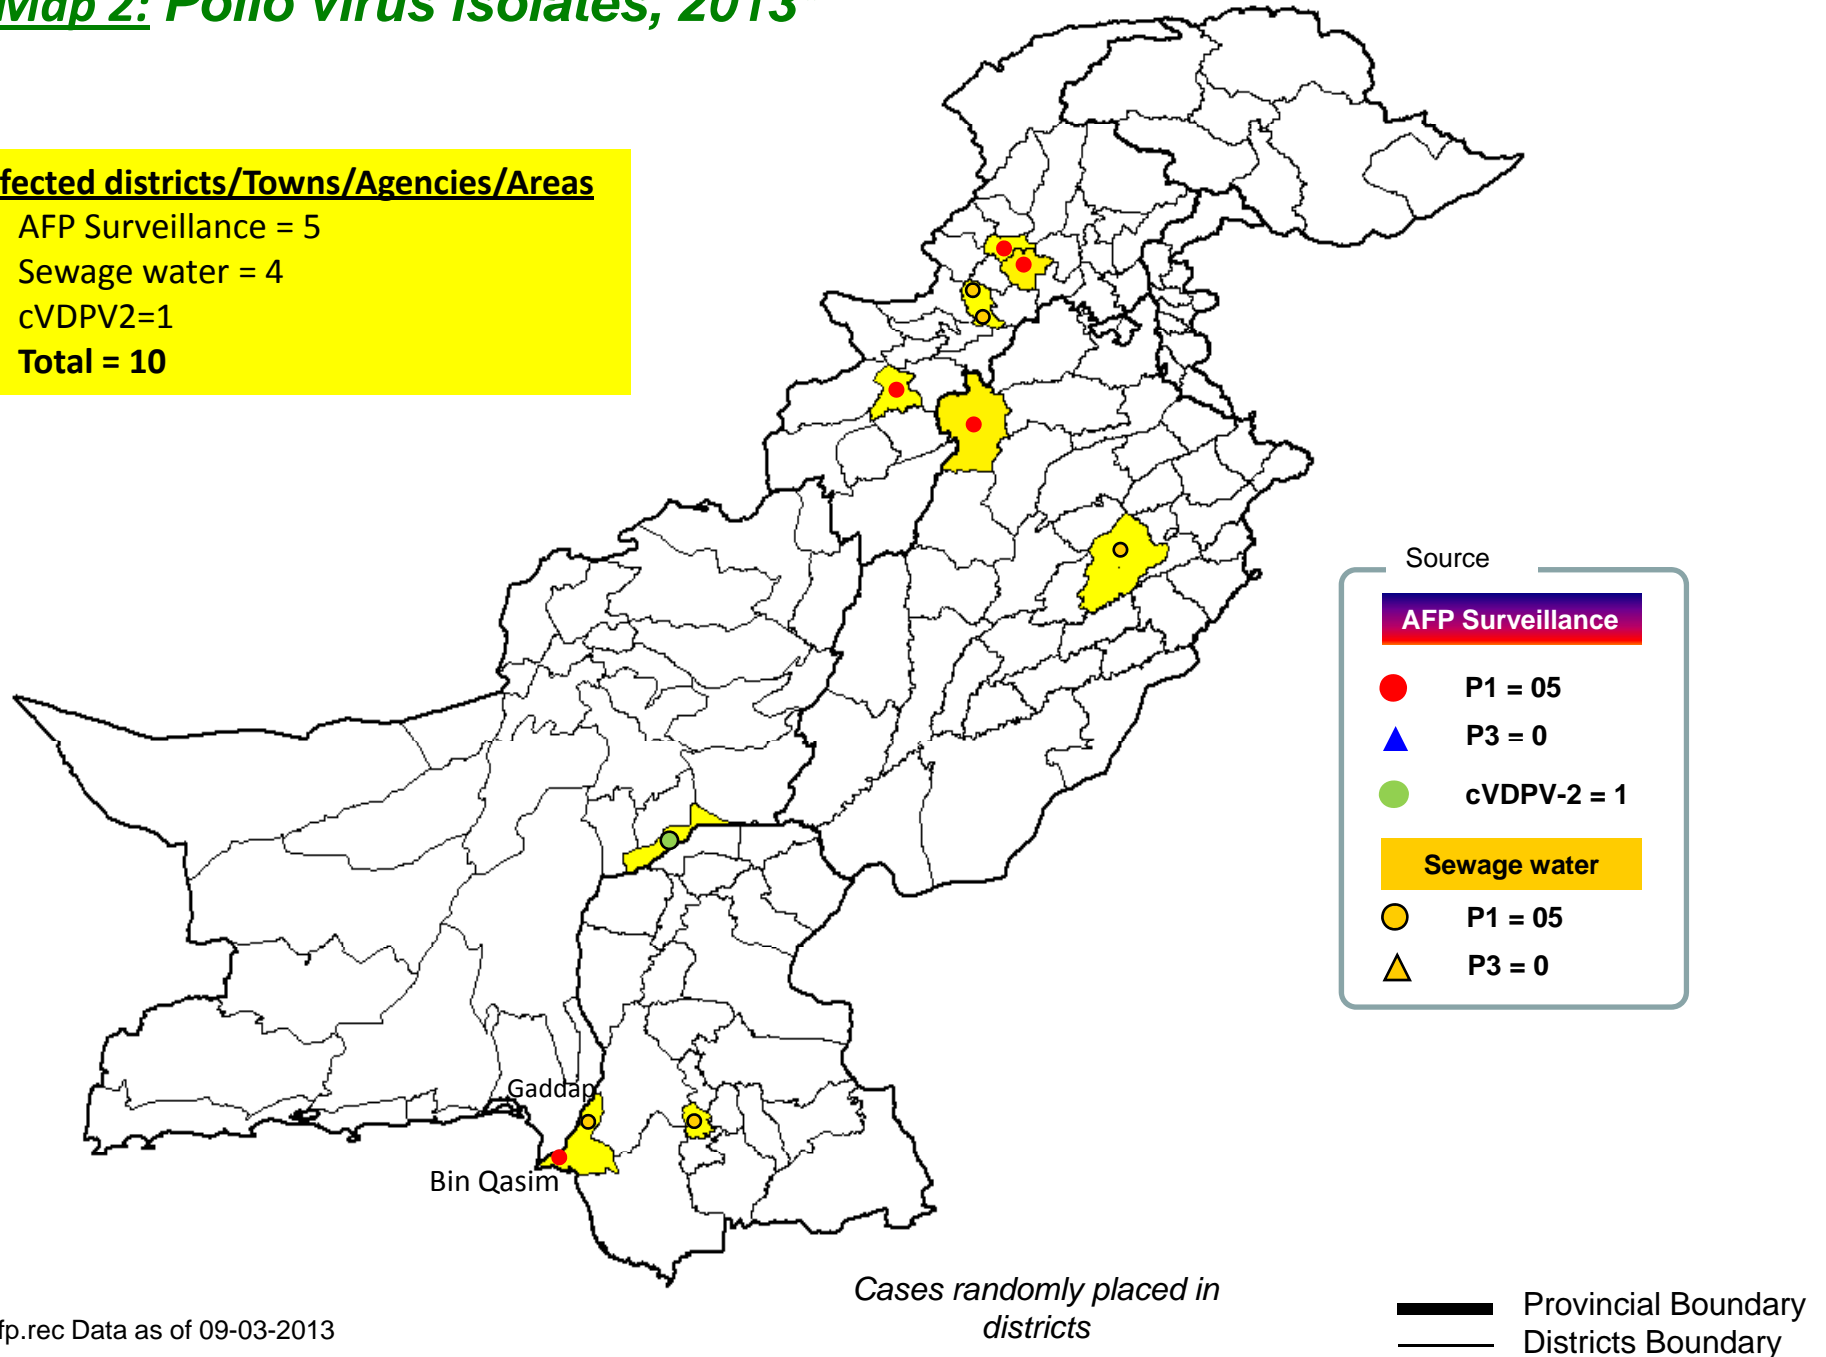 Map 2: Polio virus isolates, 2013
fected districts/Towns/Agencies/Areas
AFP Surveillance = 5
Sewage water = 4
cVDPV2=1
Total = 10
Source
AFP Surveillance
P1 = 05
P3 = 0
cVDPV-2 = 1
Sewage water
P1 = 05
P3 = 0
Gaddap
Bin Qasim
Cases randomly placed in
districts
fp.rec Data as of 09-03-2013
Provincial Boundary
Districts Boundary